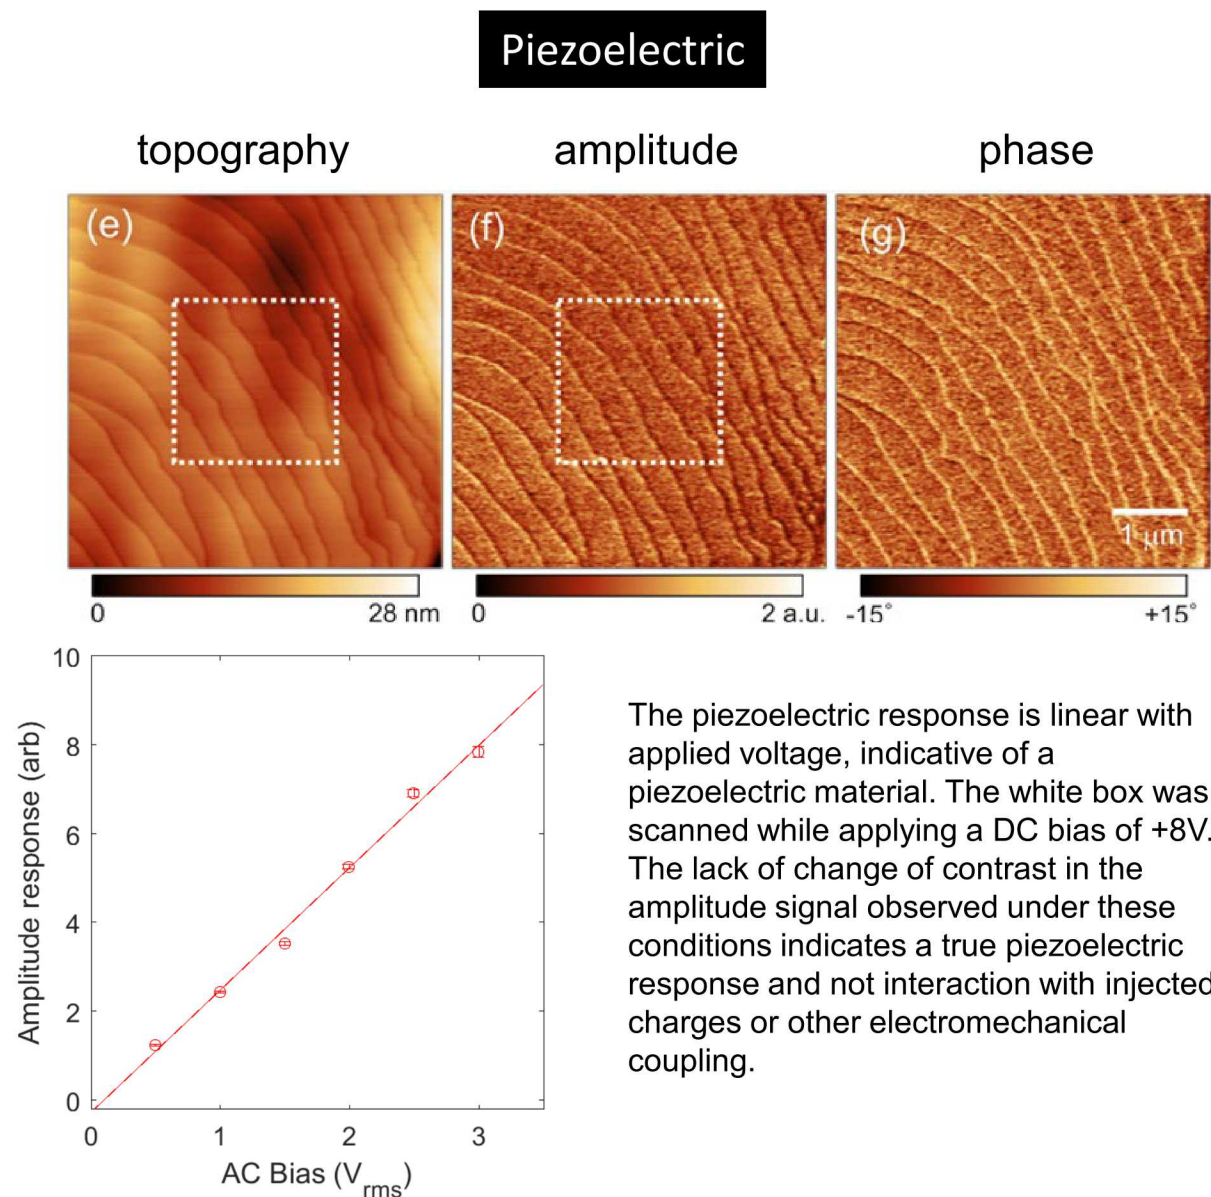 Piezoelectric
topography
amplitude
phase
(e)
(f)
(g)
1 μm
0
28 nm
0
2 a.u.
-15°
+15°
10
8
6
4
2
0
Amplitude response (arb)
0
1
2
3
AC Bias (Vrms)
The piezoelectric response is linear with
applied voltage, indicative of a
piezoelectric material. The white box was
scanned while applying a DC bias of +8V.
The lack of change of contrast in the
amplitude signal observed under these
conditions indicates a true piezoelectric
response and not interaction with injected
charges or other electromechanical
coupling.